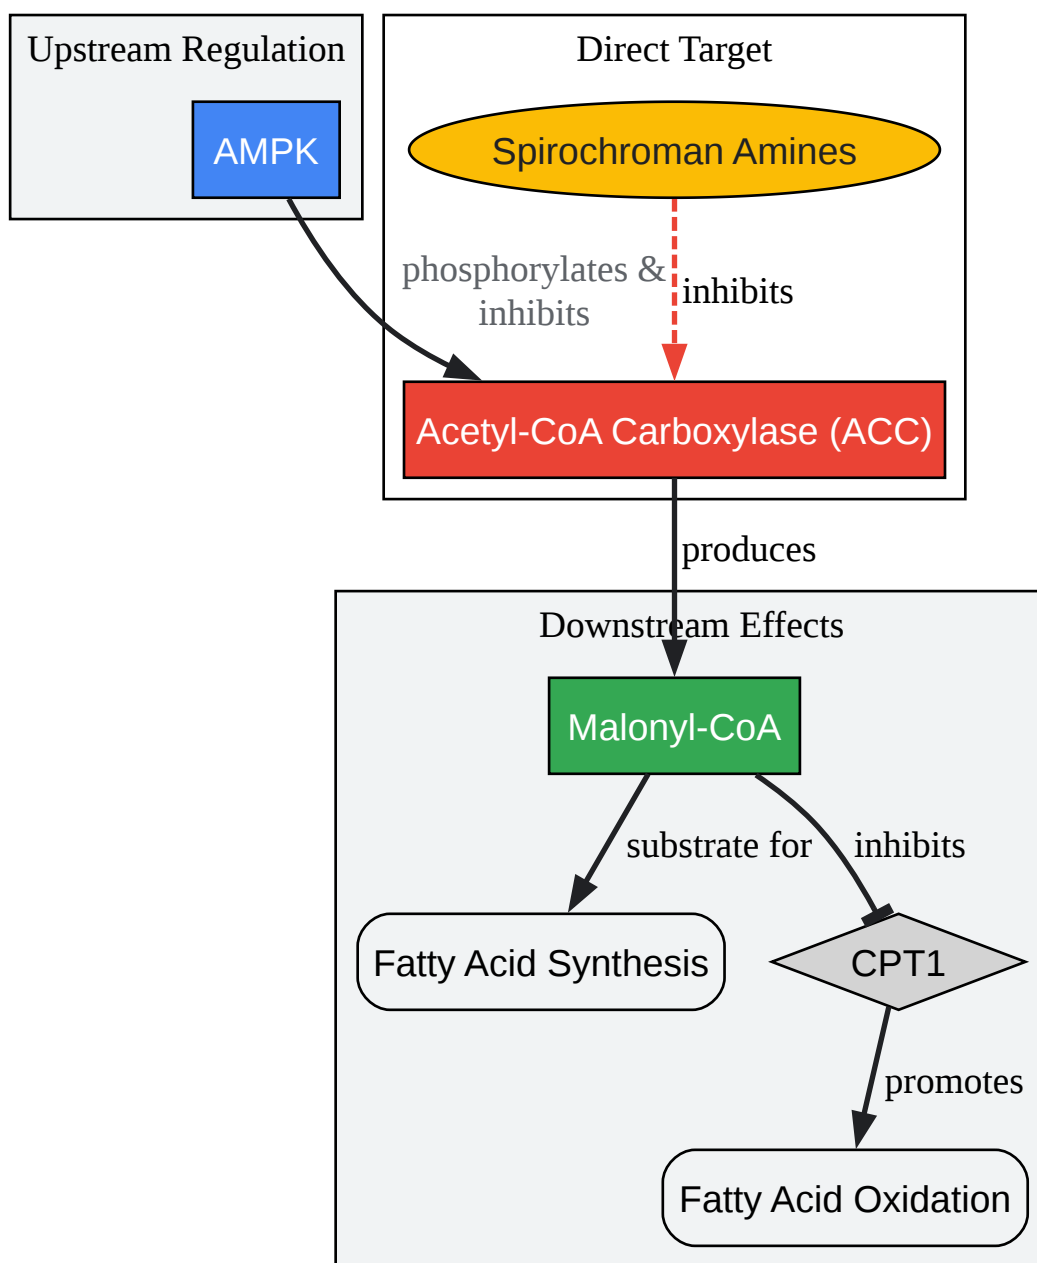 Upstream Regulation
Direct Target
AMPK
Spirochroman Amines
phosphorylates &
inhibits
inhibits
Acetyl-CoA Carboxylase (ACC)
produces
Downstream Effects
Malonyl-CoA
substrate for
inhibits
Fatty Acid Synthesis
CPT1
promotes
Fatty Acid Oxidation